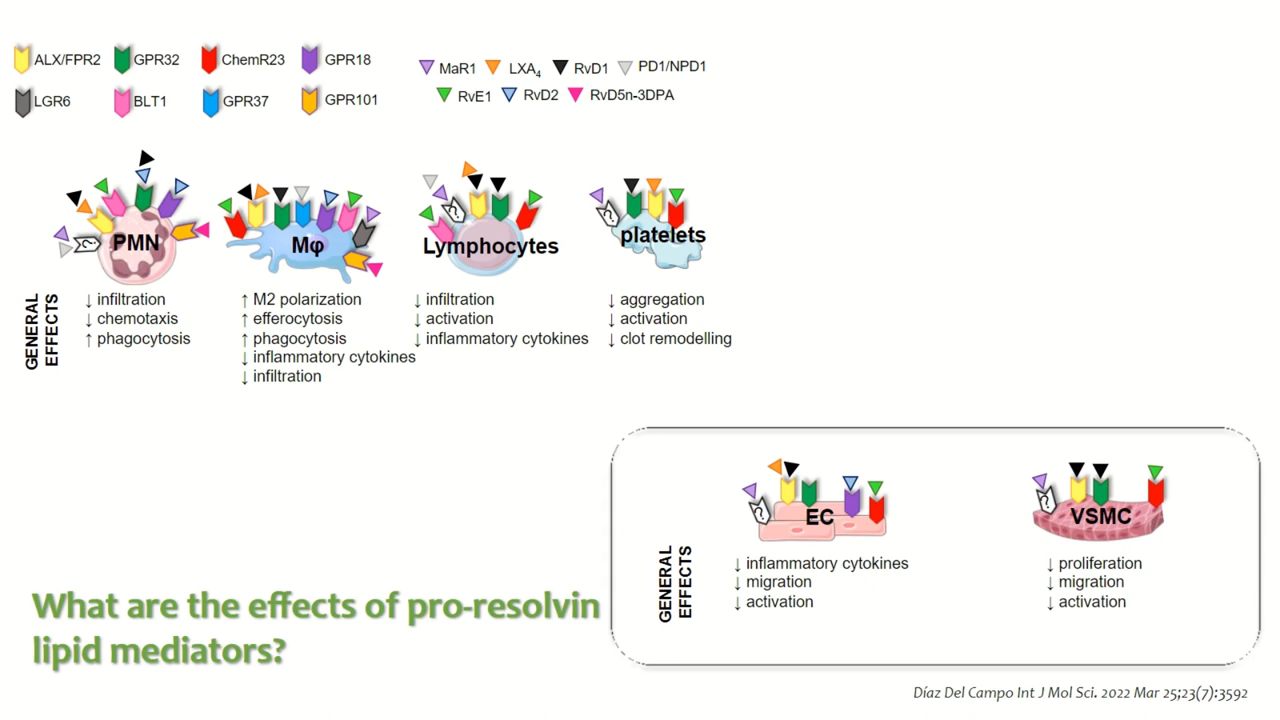 ALX/FPR2 GPR32 ChemR23 GPR18
LGR6 BLT1 GPR37 GPR101
MaR1 LXA4 RvD1 PD1/NPD1
RvE1 RvD2 RvD5n-3DPA
?
PMN
?
Mφ
?
Lymphocytes
?
platelets
GENERAL
EFFECTS
↓ infiltration
↓ chemotaxis
↑ phagocytosis
↑ M2 polarization
↑ efferocytosis
↑ phagocytosis
↓ inflammatory cytokines
↓ infiltration
↓ infiltration
↓ activation
↓ inflammatory cytokines
↓ aggregation
↓ activation
↓ clot remodelling
?
EC
?
VSMC
GENERAL
EFFECTS
↓ inflammatory cytokines
↓ migration
↓ activation
↓ proliferation
↓ migration
↓ activation
What are the effects of pro-resolvin
lipid mediators?
Díaz Del Campo Int J Mol Sci. 2022 Mar 25;23(7):3592